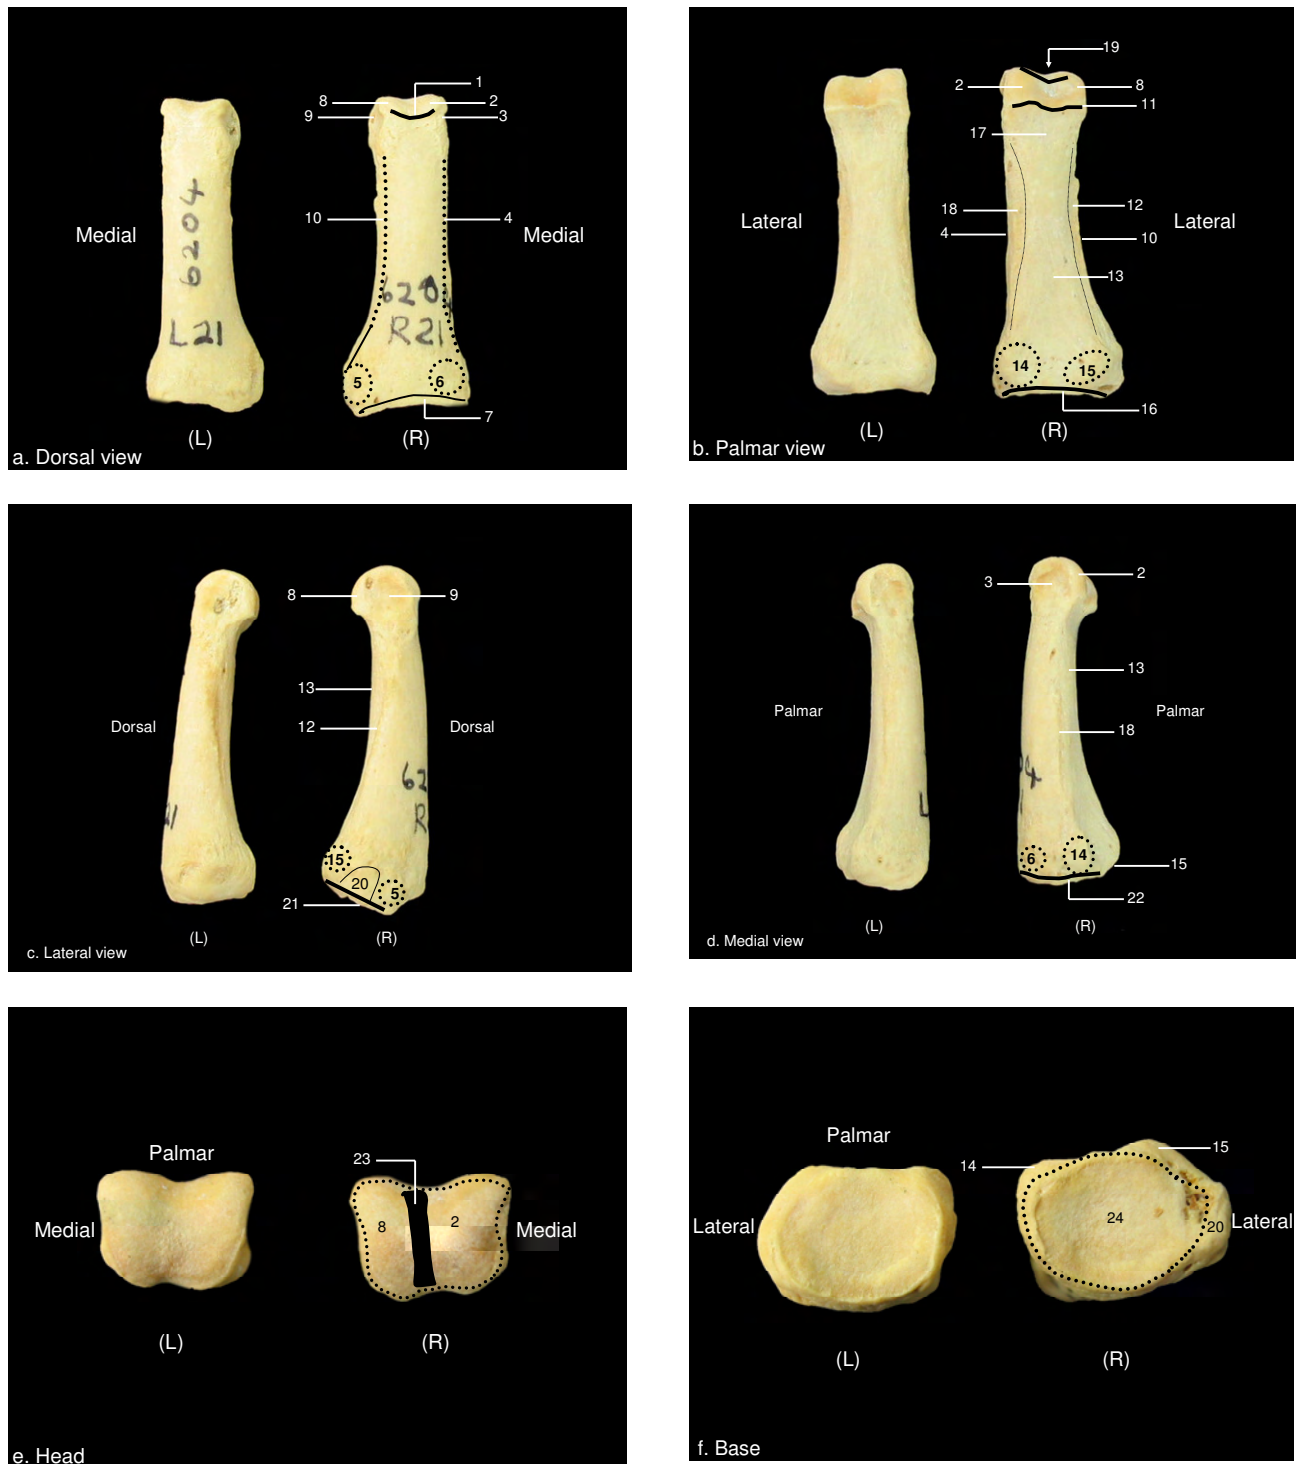 1
8
2
9
3
Medial
6204
10
4
Medial
L21
6204
R21
5
6
7
(L)
(R)
a. Dorsal view
19
2
8
11
17
Lateral
18
12
Lateral
4
10
13
14
15
16
(L)
(R)
b. Palmar view
8
9
13
Dorsal
12
Dorsal
62
R
21
15
20
5
21
(L)
(R)
c. Lateral view
3
2
13
Palmar
Palmar
18
04
L
6
14
15
22
(L)
(R)
d. Medial view
Palmar
23
Medial
8
2
Medial
(L)
(R)
e. Head
Palmar
15
14
Lateral
24
20
Lateral
(L)
(R)
f. Base